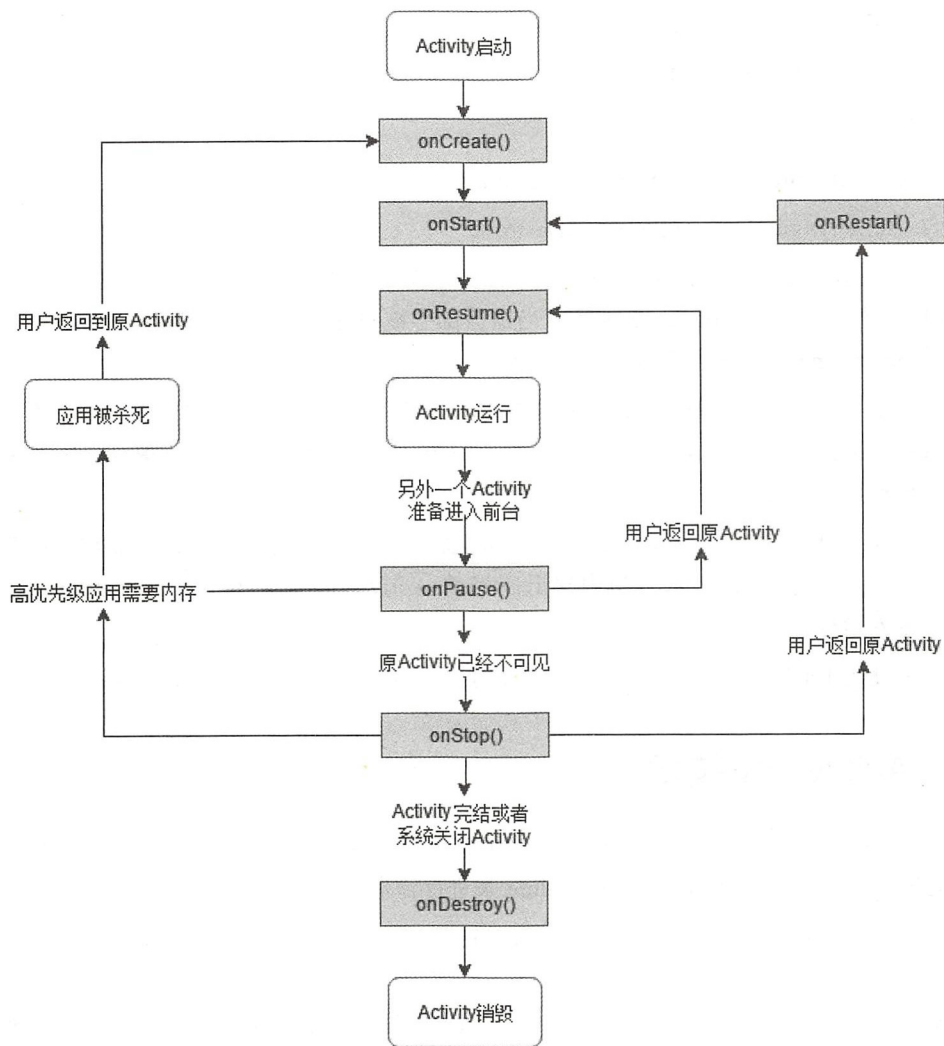 Activity启动
onCreate()
onStart()
onRestart()
onResume()
用户返回到原Activity
应用被杀死
Activity运行
另外一个Activity
准备进入前台
用户返回原Activity
高优先级应用需要内存
onPause()
用户返回原Activity
原Activity已经不可见
onStop()
Activity完结或者
系统关闭Activity
onDestroy()
Activity销毁